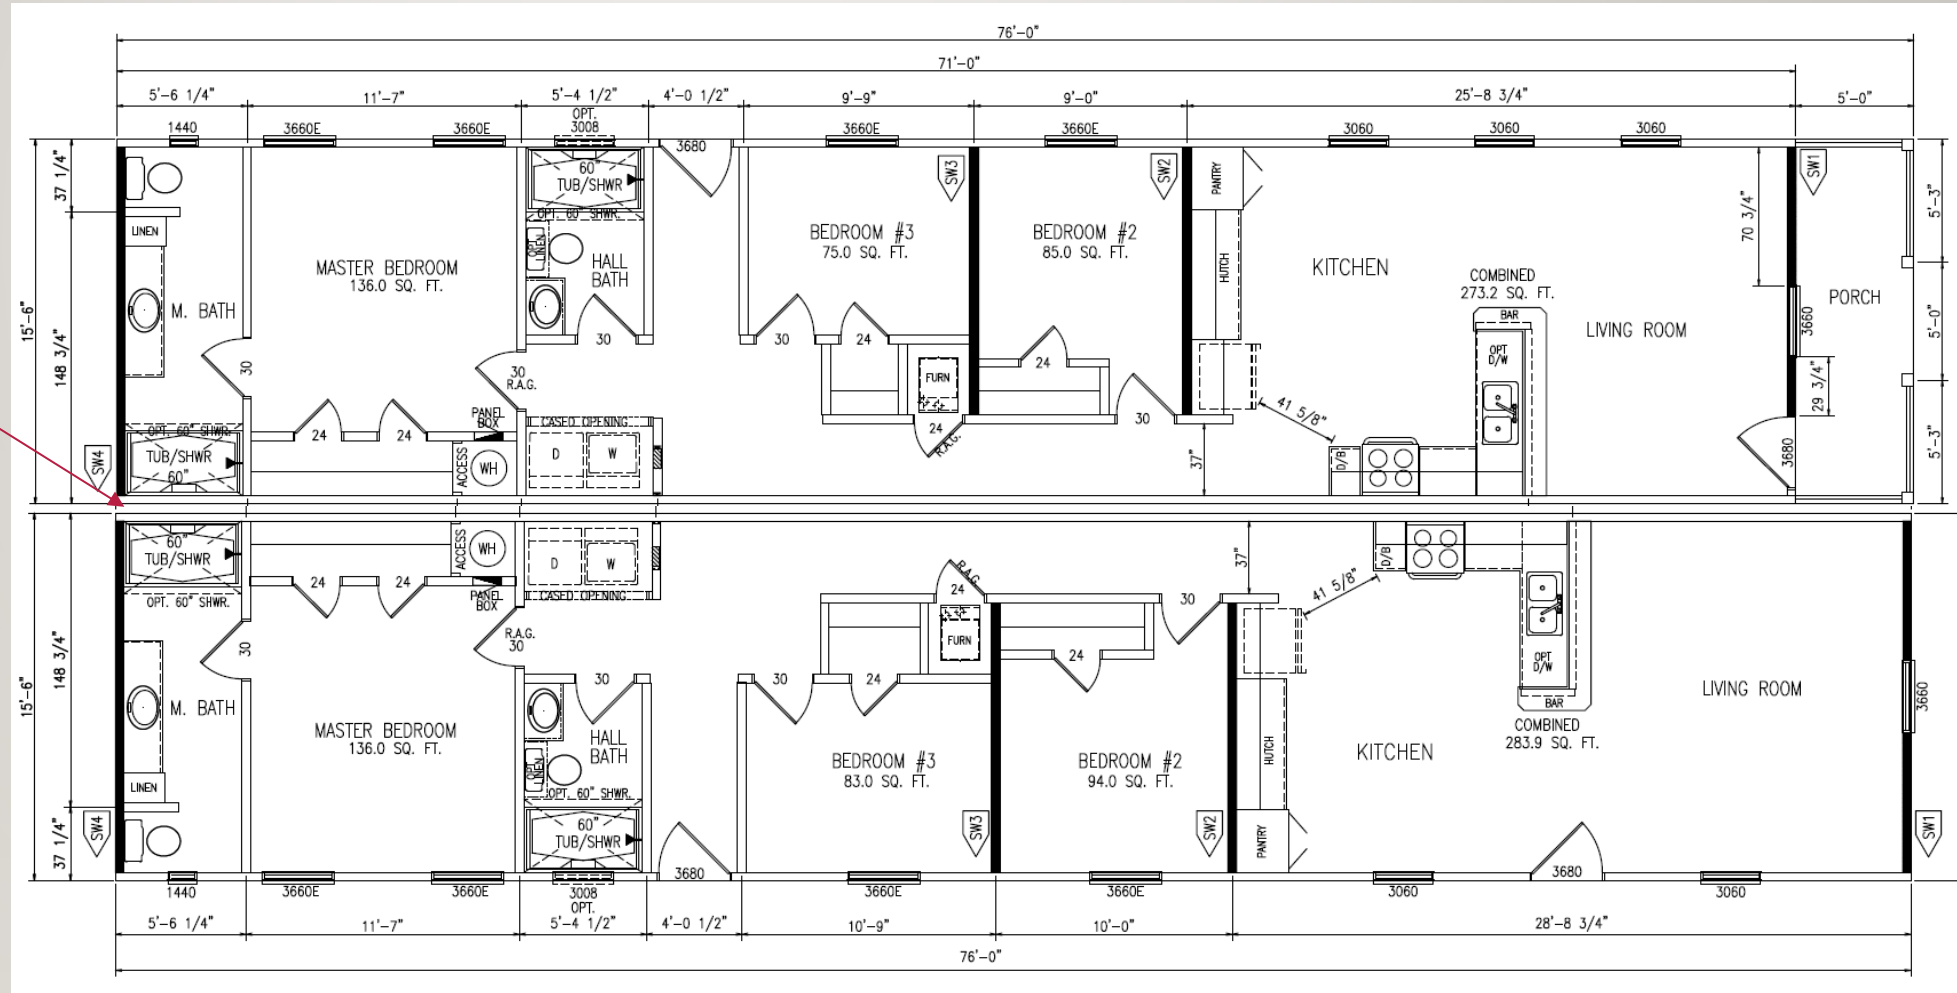 76'-0"
71'-0"
5'-6 1/4"
11'-7"
5'-4 1/2"
4'-0 1/2"
9'-9"
9'-0"
25'-8 3/4"
5'-0"
1440
3660E
3660E
OPT.
3008
3680
3660E
3660E
3060
3060
3060
15'-6"
37 1/4"
148 3/4"
LINEN
M. BATH
30
OPT. 60" SHWR.
TUB/SHWR
60"
SW4
MASTER BEDROOM
136.0 SQ. FT.
24
24
PANEL
BOX
ACCESS
WH
30
R.A.G.
60"
TUB/SHWR
OPT. 60" SHWR.
OPT
LINEN
HALL
BATH
30
CASED OPENING
D
W
BEDROOM #3
75.0 SQ. FT.
SW3
30
24
FURN
24
R.A.G.
BEDROOM #2
85.0 SQ. FT.
SW2
24
30
37"
PANTRY
HUTCH
KITCHEN
COMBINED
273.2 SQ. FT.
BAR
OPT
D/W
41 5/8"
D/B
LIVING ROOM
70 3/4"
3660
29 3/4"
3680
SW1
PORCH
5'-3"
5'-0"
5'-3"
15'-6"
148 3/4"
37 1/4"
60"
TUB/SHWR
OPT. 60" SHWR.
30
M. BATH
LINEN
SW4
ACCESS
WH
24
24
PANEL
BOX
MASTER BEDROOM
136.0 SQ. FT.
R.A.G.
30
D
W
CASED OPENING
30
HALL
BATH
OPT
LINEN
OPT. 60" SHWR.
60"
TUB/SHWR
R.A.G.
24
FURN
30
24
BEDROOM #3
83.0 SQ. FT.
SW3
30
24
BEDROOM #2
94.0 SQ. FT.
SW2
37"
41 5/8"
D/B
OPT
D/W
BAR
COMBINED
283.9 SQ. FT.
KITCHEN
HUTCH
PANTRY
LIVING ROOM
3660
SW1
1440
3660E
3660E
3008
OPT.
3680
3660E
3660E
3060
3680
3060
5'-6 1/4"
11'-7"
5'-4 1/2"
4'-0 1/2"
10'-9"
10'-0"
28'-8 3/4"
76'-0"